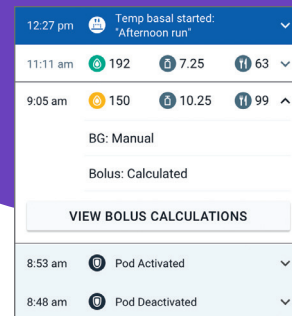 12:27 pm Temp basal started:
"Afternoon run"
11:11 am 192 7.25 63
9:05 am 150 10.25 99
BG: Manual
Bolus: Calculated
VIEW BOLUS CALCULATIONS
8:53 am Pod Activated
8:48 am Pod Deactivated